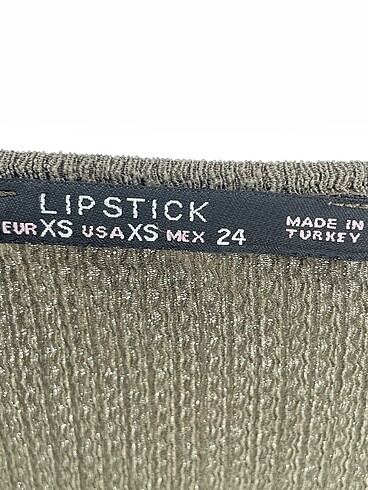 LIPSTICK
EUR XS USA XS MEX 24
MADE IN
TURKEY